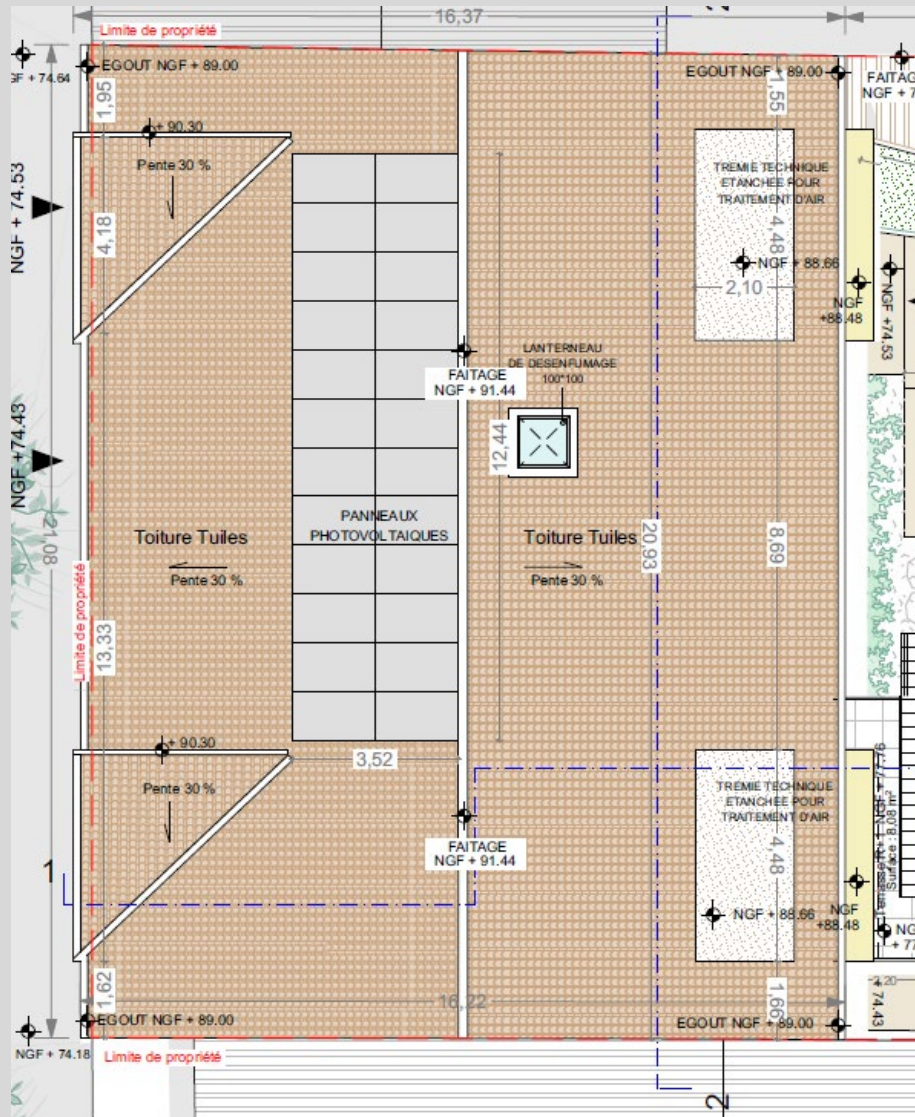 16,37
2
Limite de propriété
EGOUT NGF + 89.00
EGOUT NGF + 89.00
NGF + 7
1,95
1,55
+ 90.30
Pente 30 %
TREMIE TECHNIQUE
ETANCHEE POUR
TRAITEMENT D'AIR
NGF + 74.53
4,18
4,48
NGF + 88.66
2,10
NGF
+88.48
NGF +74.53
LANTERNEAU
DE DESENFUMAGE
100*100
FAITAGE
NGF + 91.44
NGF +74.43
12,44
21,08
PANNEAUX
PHOTOVOLTAIQUES
Toiture Tuiles
Pente 30 %
Toiture Tuiles
Pente 30 %
20,93
8,69
Limite de propriété
13,33
+ 90.30
3,52
Pente 30 %
TREMIE TECHNIQUE
ETANCHEE POUR
TRAITEMENT D'AIR
4,48
FAITAGE
NGF + 91.44
1
NGF + 88.66
NGF
+88.48
Surface : 8.08 m²
+ 77
1,62
16,22
1,66
EGOUT NGF + 89.00
EGOUT NGF + 89.00
+ 74.43
NGF + 74.18
Limite de propriété
2